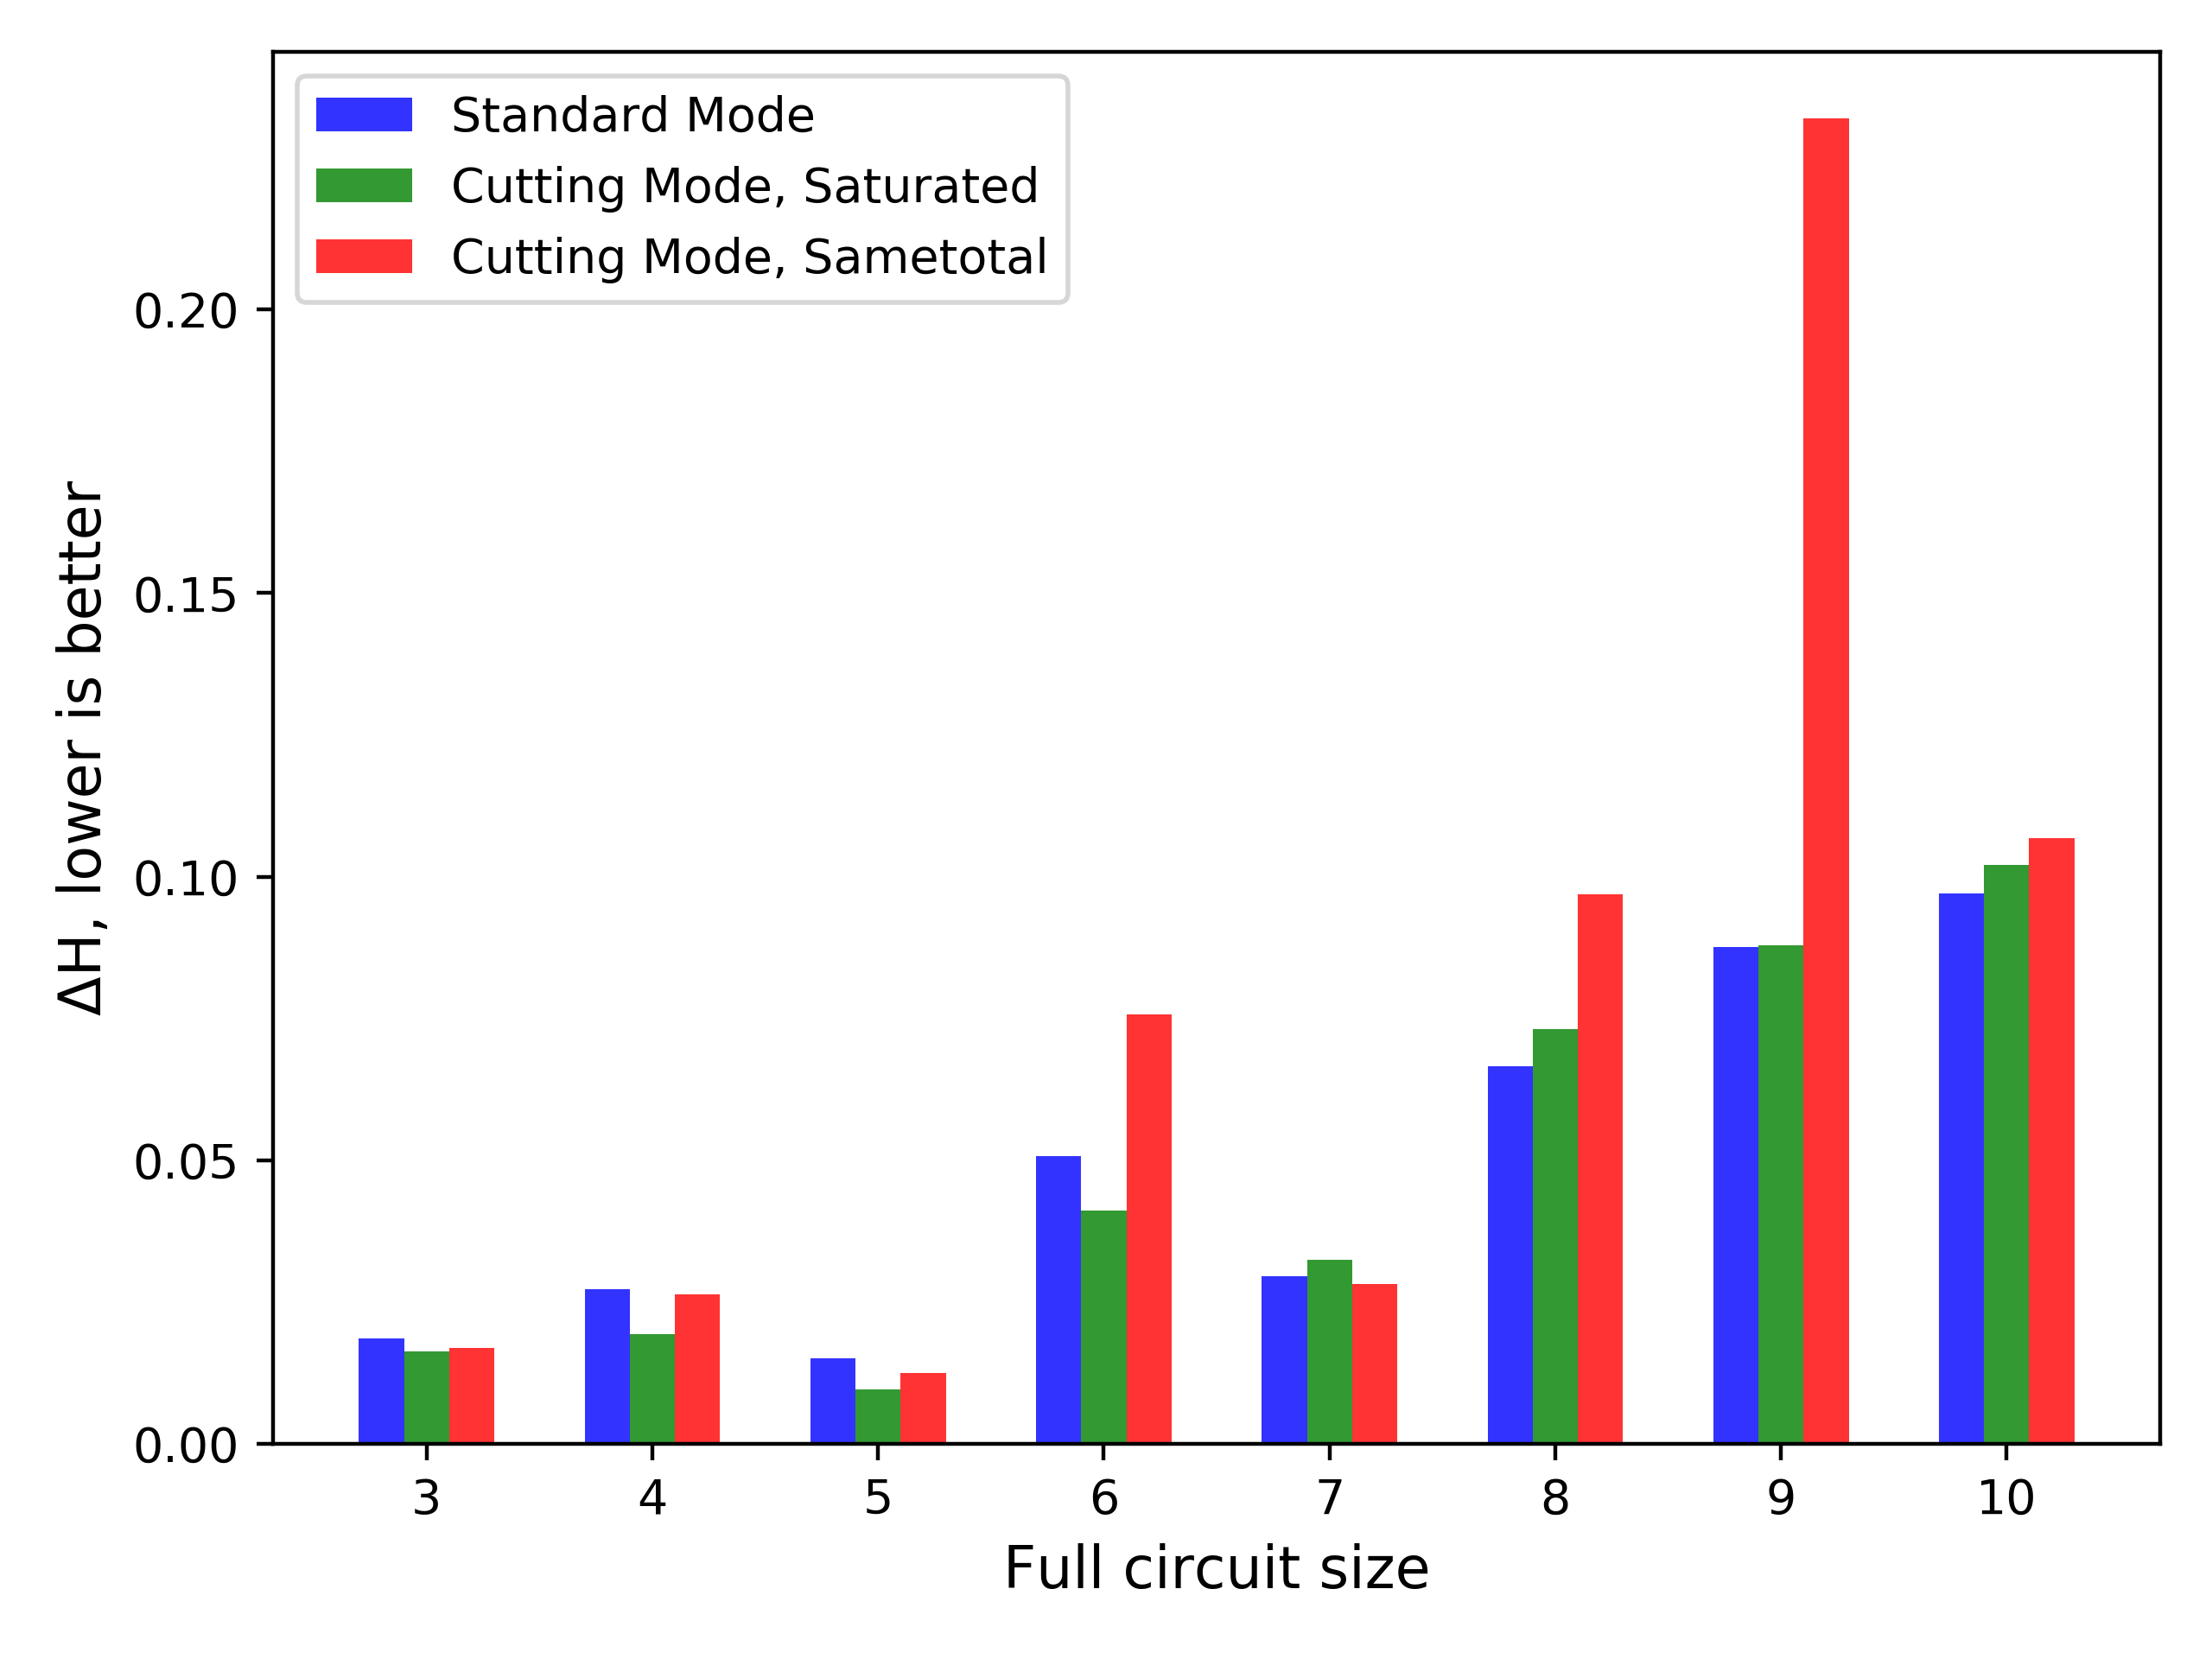 Standard Mode
Cutting Mode, Saturated
Cutting Mode, Sametotal
ΔH, lower is better
0.20
0.15
0.10
0.05
0.00
3 4 5 6 7 8 9 10
Full circuit size